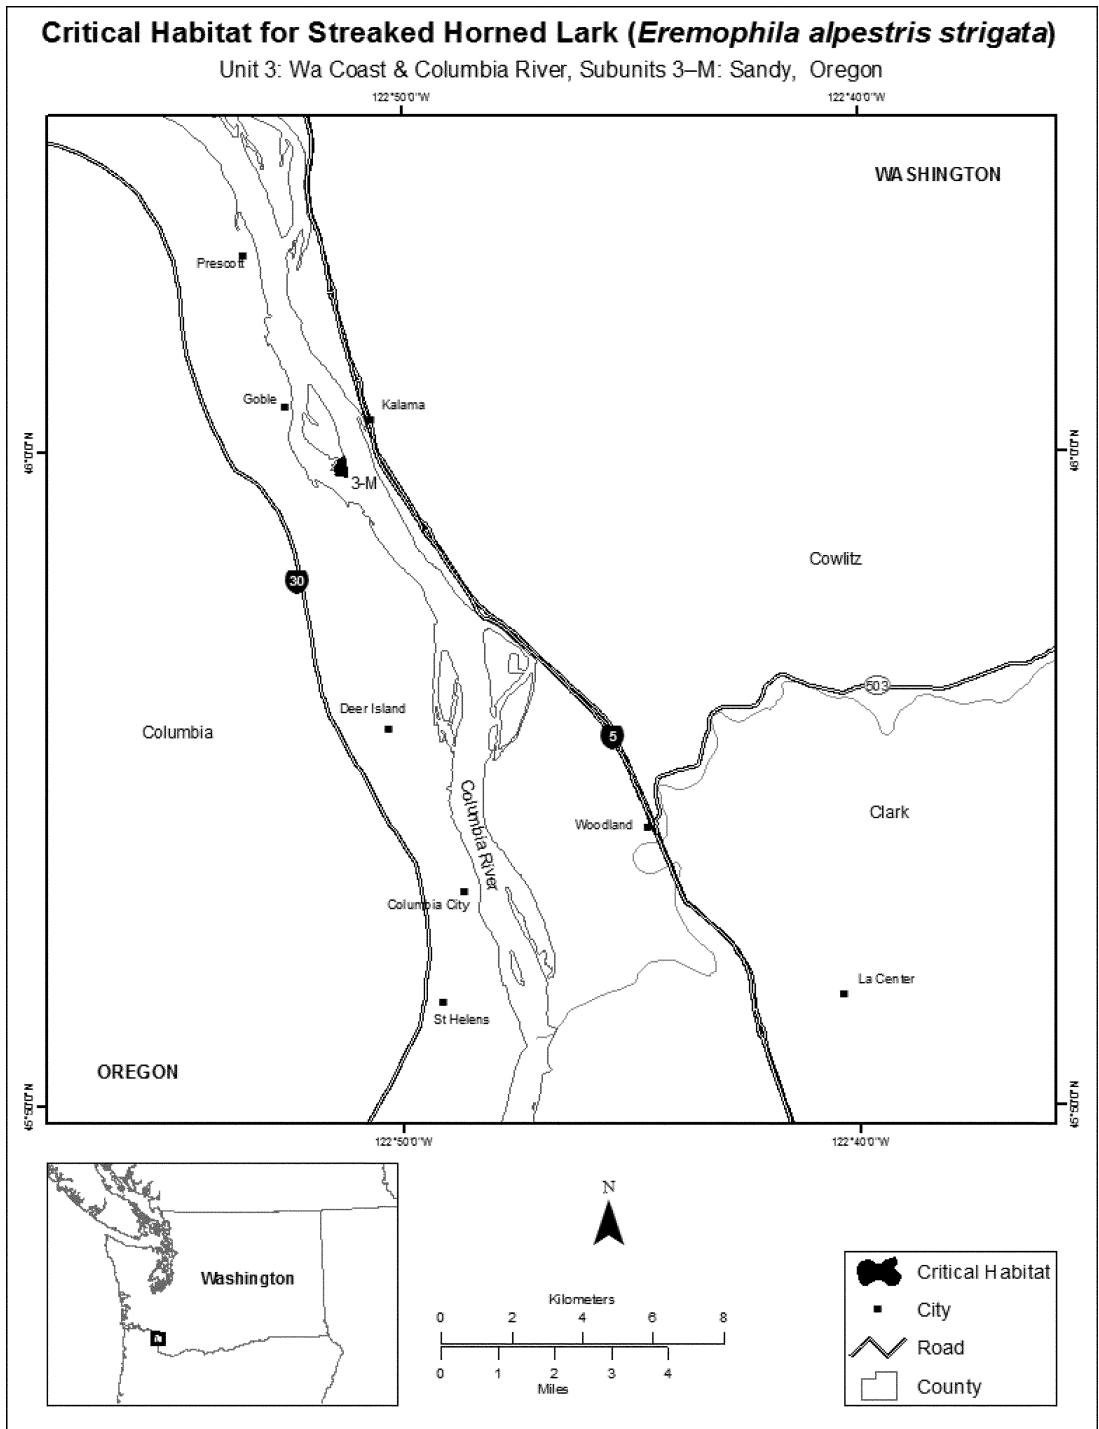 Critical Habitat for Streaked Horned Lark (Eremophila alpestris strigata)
Unit 3: Wa Coast & Columbia River, Subunits 3–M: Sandy, Oregon
122°50'0"W
122°40'0"W
WASHINGTON
Prescott
Goble
Kalama
46°0'0"N
46°0'0"N
3-M
Cowlitz
30
503
Deer Island
Columbia
5
Columbia River
Clark
Woodland
Columbia City
La Center
St Helens
OREGON
45°50'0"N
45°50'0"N
122°50'0"W
122°40'0"W
Washington
N
Kilometers
0 2 4 6 8
0 1 2 3 4
Miles
Critical Habitat
City
Road
County